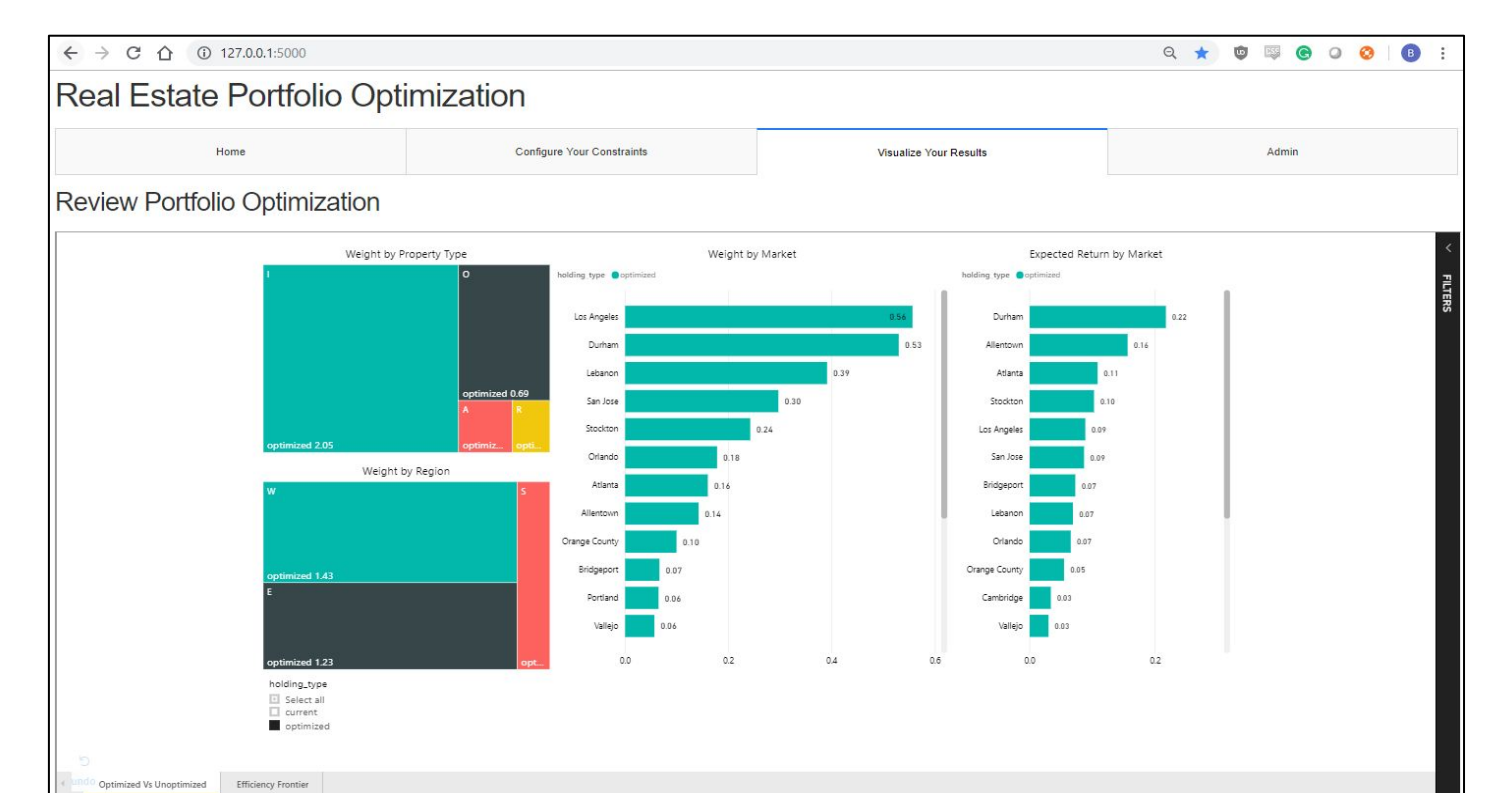 127.0.0.1:5000
Real Estate Portfolio Optimization
Home
Configure Your Constraints
Visualize Your Results
Admin
Review Portfolio Optimization
Weight by Property Type
I
optimized 2.05
O
optimized 0.69
A
optimiz...
R
opti...
Weight by Region
W
optimized 1.43
E
optimized 1.23
S
opt...
holding_type
Select all
current
optimized
Weight by Market
holding type optimized
Los Angeles 0.56
Durham 0.53
Lebanon 0.39
San Jose 0.30
Stockton 0.24
Orlando 0.18
Atlanta 0.16
Allentown 0.14
Orange County 0.10
Bridgeport 0.07
Portland 0.06
Vallejo 0.06
0.0 0.2 0.4 0.6
Expected Return by Market
holding type optimized
Durham 0.22
Allentown 0.16
Atlanta 0.11
Stockton 0.10
Los Angeles 0.09
San Jose 0.09
Bridgeport 0.07
Lebanon 0.07
Orlando 0.07
Orange County 0.05
Cambridge 0.03
Vallejo 0.03
0.0 0.2
FILTERS
undo
Optimized Vs Unoptimized
Efficiency Frontier